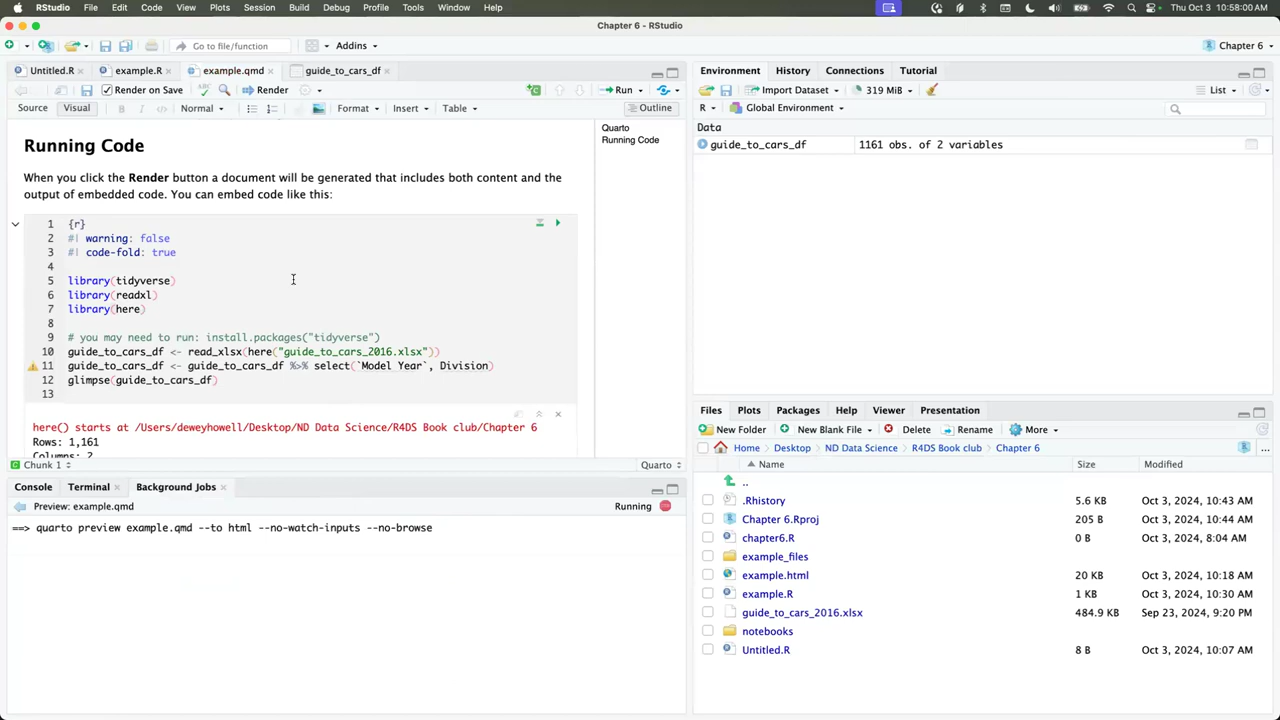 RStudio File Edit Code View Plots Session Build Debug Profile Tools Window Help Thu Oct 3 10:58:00 AM
Chapter 6 - RStudio
Go to file/function Addins Chapter 6
Untitled.R example.R example.qmd guide_to_cars_df
Render on Save Render Run
Source Visual B I </> Normal Format Insert Table Outline
Running Code
When you click the Render button a document will be generated that includes both content and the
output of embedded code. You can embed code like this:
1 {r}
2 #| warning: false
3 #| code-fold: true
4
5 library(tidyverse)
6 library(readxl)
7 library(here)
8
9 # you may need to run: install.packages("tidyverse")
10 guide_to_cars_df <- read_xlsx(here("guide_to_cars_2016.xlsx"))
11 guide_to_cars_df <- guide_to_cars_df %>% select(`Model Year`, Division)
12 glimpse(guide_to_cars_df)
13
here() starts at /Users/deweyhowell/Desktop/ND Data Science/R4DS Book club/Chapter 6
Rows: 1,161
Columns: 2
Chunk 1 Quarto
Quarto
Running Code
Console Terminal Background Jobs
Preview: example.qmd Running
==> quarto preview example.qmd --to html --no-watch-inputs --no-browse
Environment History Connections Tutorial
Import Dataset 319 MiB List
R Global Environment
Data
guide_to_cars_df 1161 obs. of 2 variables
Files Plots Packages Help Viewer Presentation
New Folder New Blank File Delete Rename More
Home Desktop ND Data Science R4DS Book club Chapter 6 ...
Name Size Modified
..
.Rhistory 5.6 KB Oct 3, 2024, 10:43 AM
Chapter 6.Rproj 205 B Oct 3, 2024, 10:44 AM
chapter6.R 0 B Oct 3, 2024, 8:04 AM
example_files
example.html 20 KB Oct 3, 2024, 10:18 AM
example.R 1 KB Oct 3, 2024, 10:30 AM
guide_to_cars_2016.xlsx 484.9 KB Sep 23, 2024, 9:20 PM
notebooks
Untitled.R 8 B Oct 3, 2024, 10:07 AM